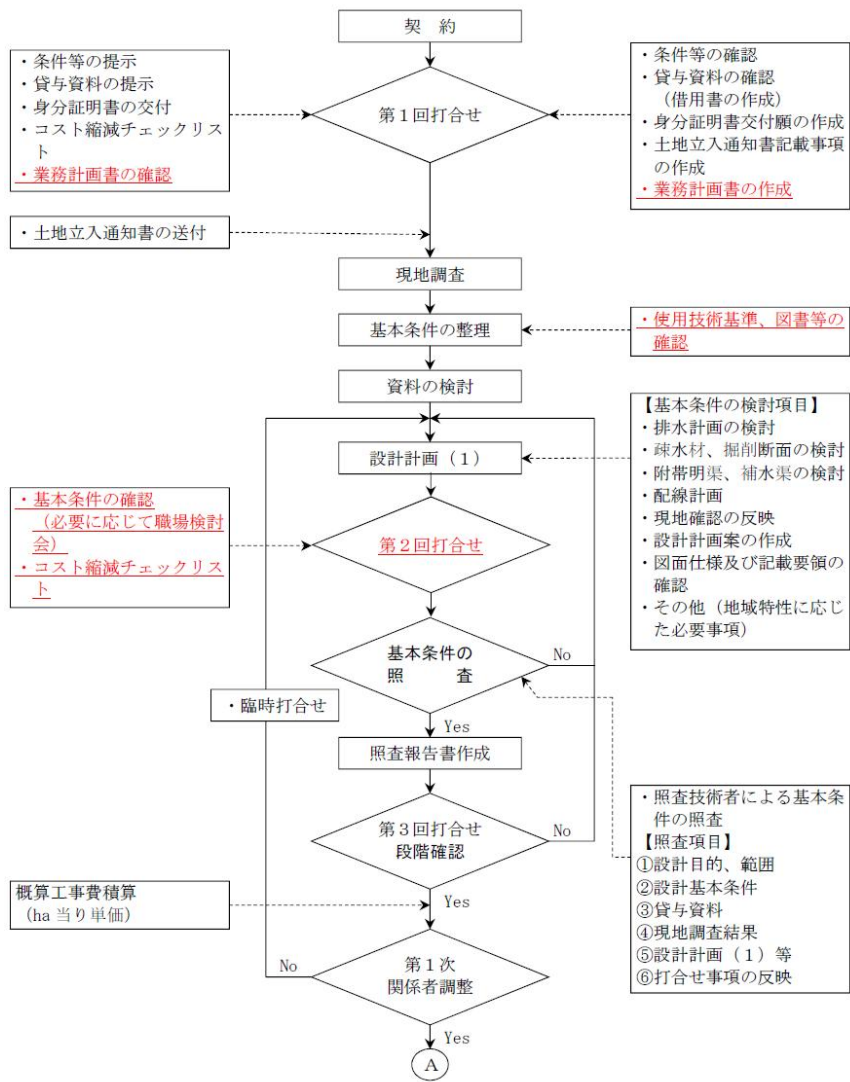 契　約
・条件等の提示
・貸与資料の提示
・身分証明書の交付
・コスト縮減チェックリス
ト
・業務計画書の確認
第１回打合せ
・条件等の確認
・貸与資料の確認
（借用書の作成）
・身分証明書交付願の作成
・土地立入通知書記載事項
の作成
・業務計画書の作成
・土地立入通知書の送付
現地調査
基本条件の整理
・使用技術基準、図書等の
確認
資料の検討
設計計画（１）
【基本条件の検討項目】
・排水計画の検討
・疎水材、掘削断面の検討
・附帯明渠、補水渠の検討
・配線計画
・現地確認の反映
・設計計画案の作成
・図面仕様及び記載要領の
確認
・その他（地域特性に応じ
た必要事項）
・基本条件の確認
（必要に応じて職場検討
会）
・コスト縮減チェックリス
ト
第２回打合せ
基本条件の
照　　査
No
Yes
・臨時打合せ
照査報告書作成
第３回打合せ
段階確認
No
Yes
・照査技術者による基本条
件の照査
【照査項目】
①設計目的、範囲
②設計基本条件
③貸与資料
④現地調査結果
⑤設計計画（１）等
⑥打合せ事項の反映
概算工事費積算
（ha 当り単価）
No
第１次
関係者調整
Yes
A